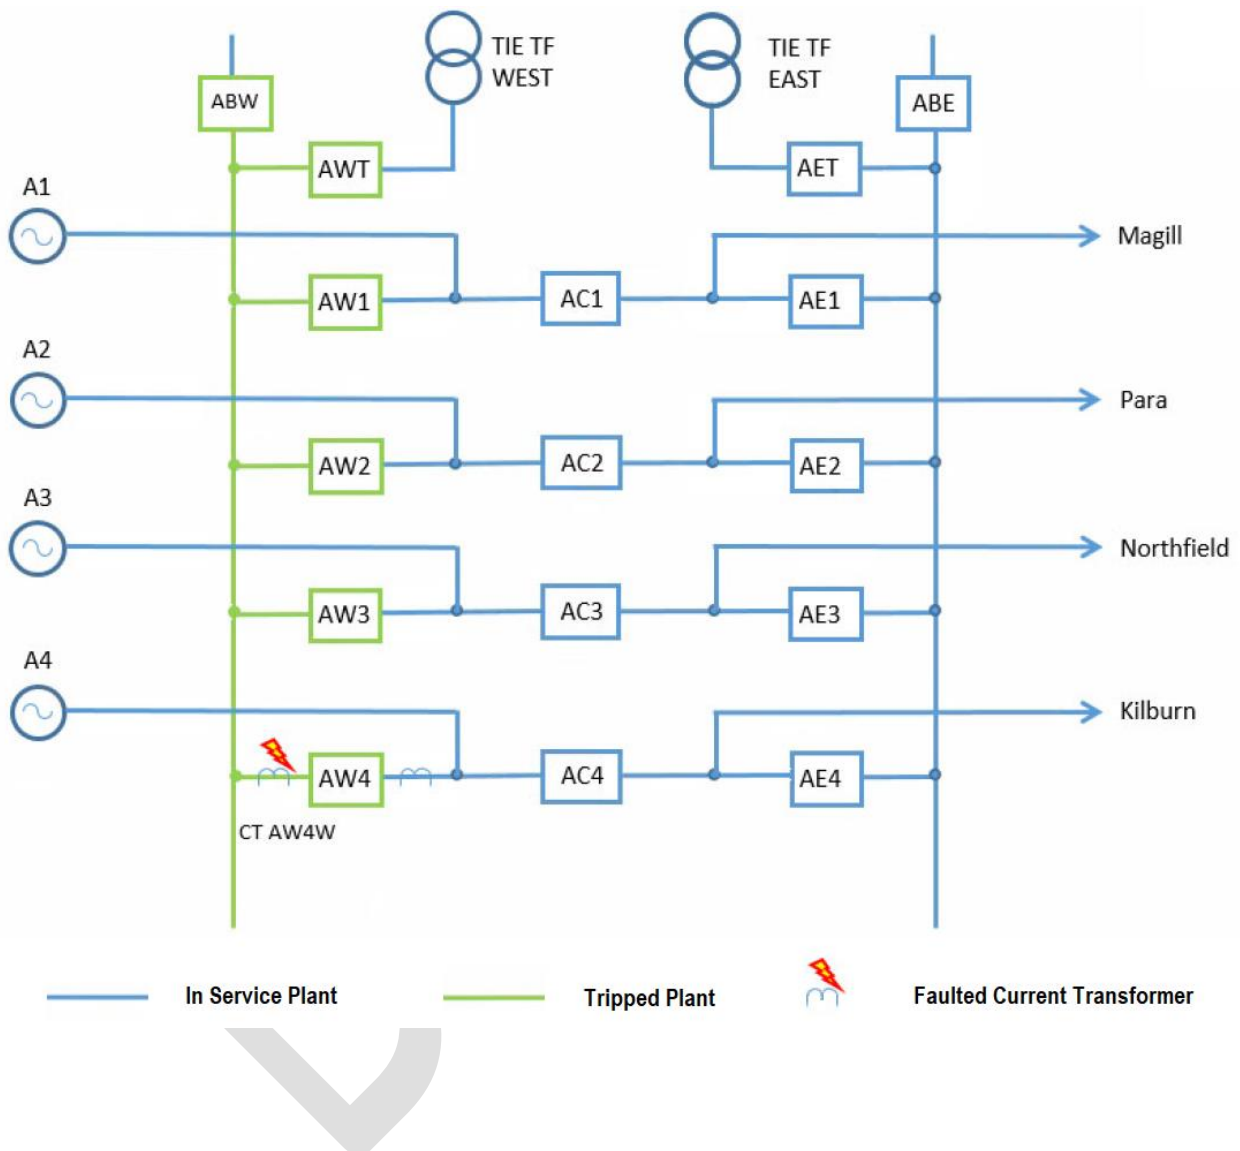 TIE TF
WEST
TIE TF
EAST
ABW
ABE
AWT
AET
A1
Magill
AW1
AC1
AE1
A2
Para
AW2
AC2
AE2
A3
Northfield
AW3
AC3
AE3
A4
Kilburn
AW4
AC4
AE4
CT AW4W
In Service Plant
Tripped Plant
Faulted Current Transformer